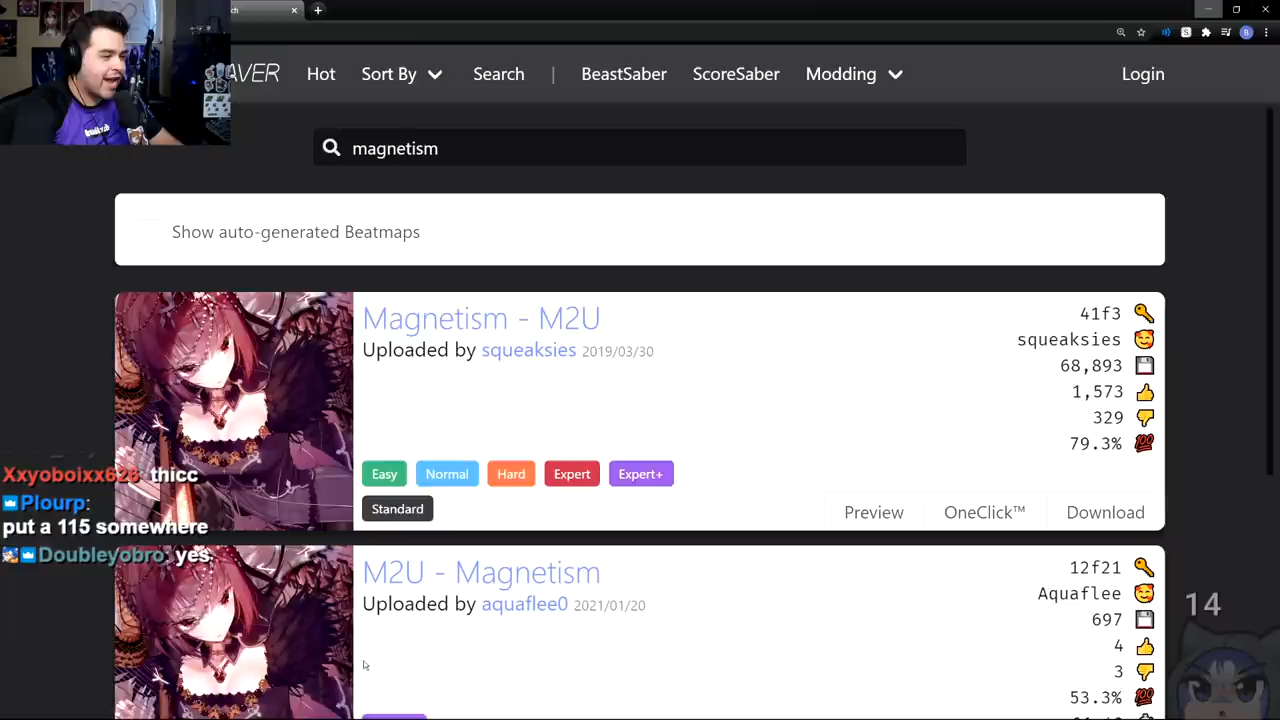 AVER
Hot
Sort By
Search
|
BeastSaber
ScoreSaber
Modding
Login
magnetism
Show auto-generated Beatmaps
Magnetism - M2U
Uploaded by squeaksies 2019/03/30
41f3
squeaksies
68,893
1,573
329
79.3%
Easy
Normal
Hard
Expert
Expert+
Standard
Preview
OneClick™
Download
Xxyoboixx626 thicc
Plourp:
put a 115 somewhere
Doubleyobro: yes
M2U - Magnetism
Uploaded by aquaflee0 2021/01/20
12f21
Aquaflee
697
4
3
53.3%
14